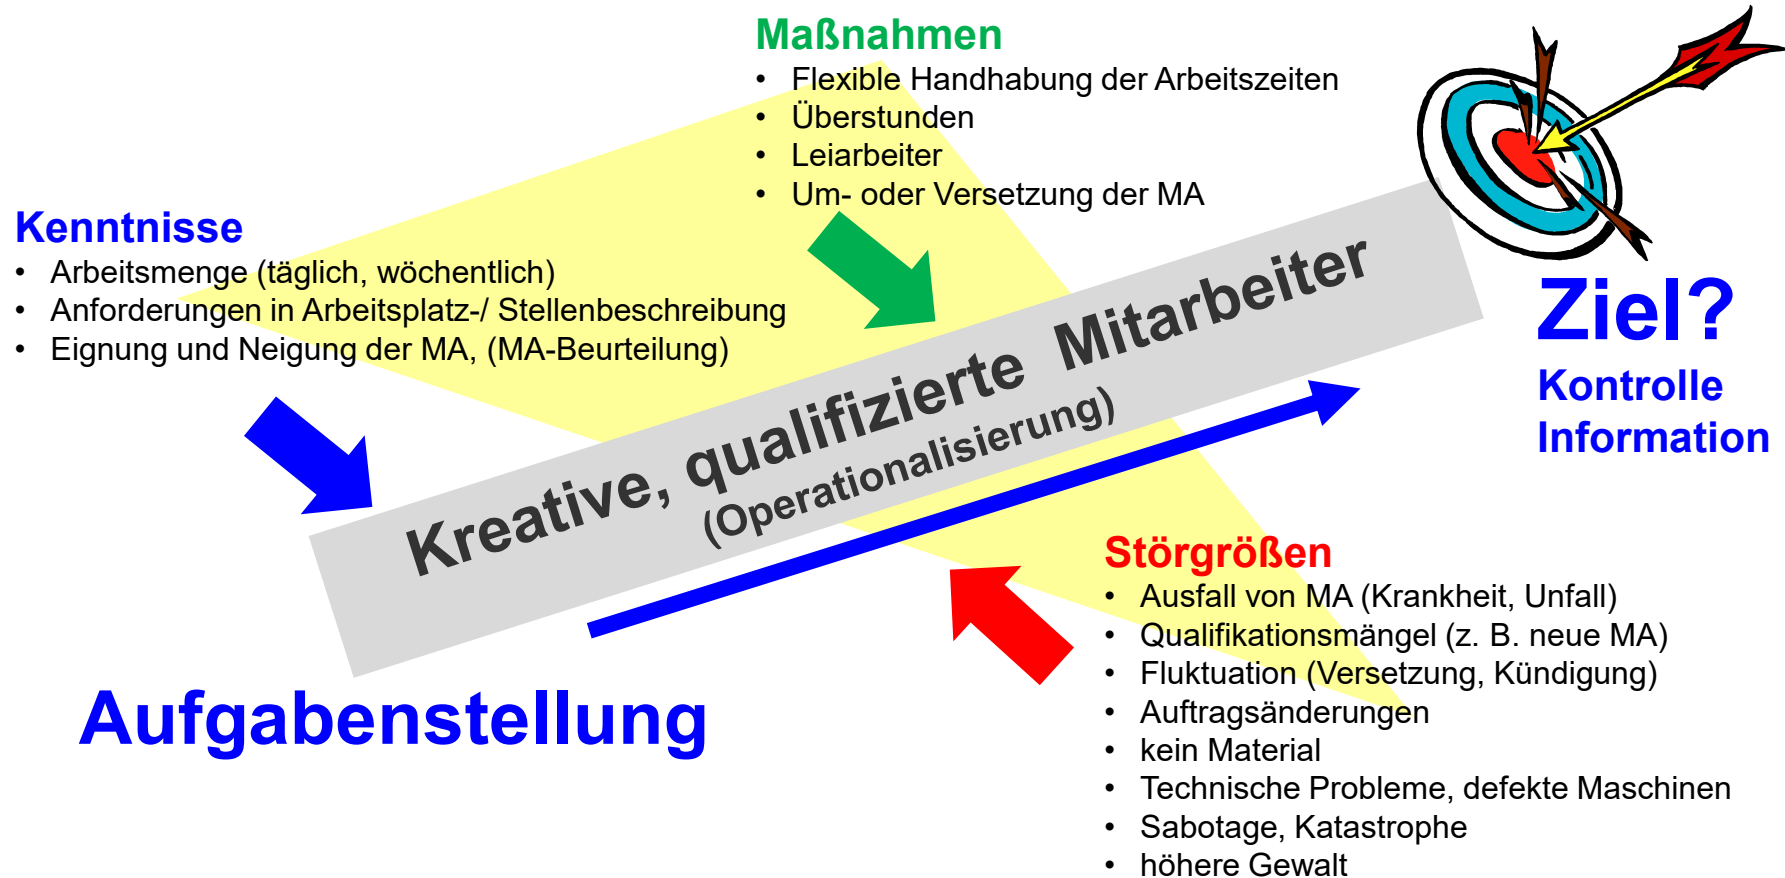 Maßnahmen
• Flexible Handhabung der Arbeitszeiten
• Überstunden
• Leiarbeiter
• Um- oder Versetzung der MA
Kenntnisse
• Arbeitsmenge (täglich, wöchentlich)
• Anforderungen in Arbeitsplatz-/ Stellenbeschreibung
• Eignung und Neigung der MA, (MA-Beurteilung)
Kreative, qualifizierte Mitarbeiter
(Operationalisierung)
Ziel?
Kontrolle
Information
Aufgabenstellung
Störgrößen
• Ausfall von MA (Krankheit, Unfall)
• Qualifikationsmängel (z. B. neue MA)
• Fluktuation (Versetzung, Kündigung)
• Auftragsänderungen
• kein Material
• Technische Probleme, defekte Maschinen
• Sabotage, Katastrophe
• höhere Gewalt